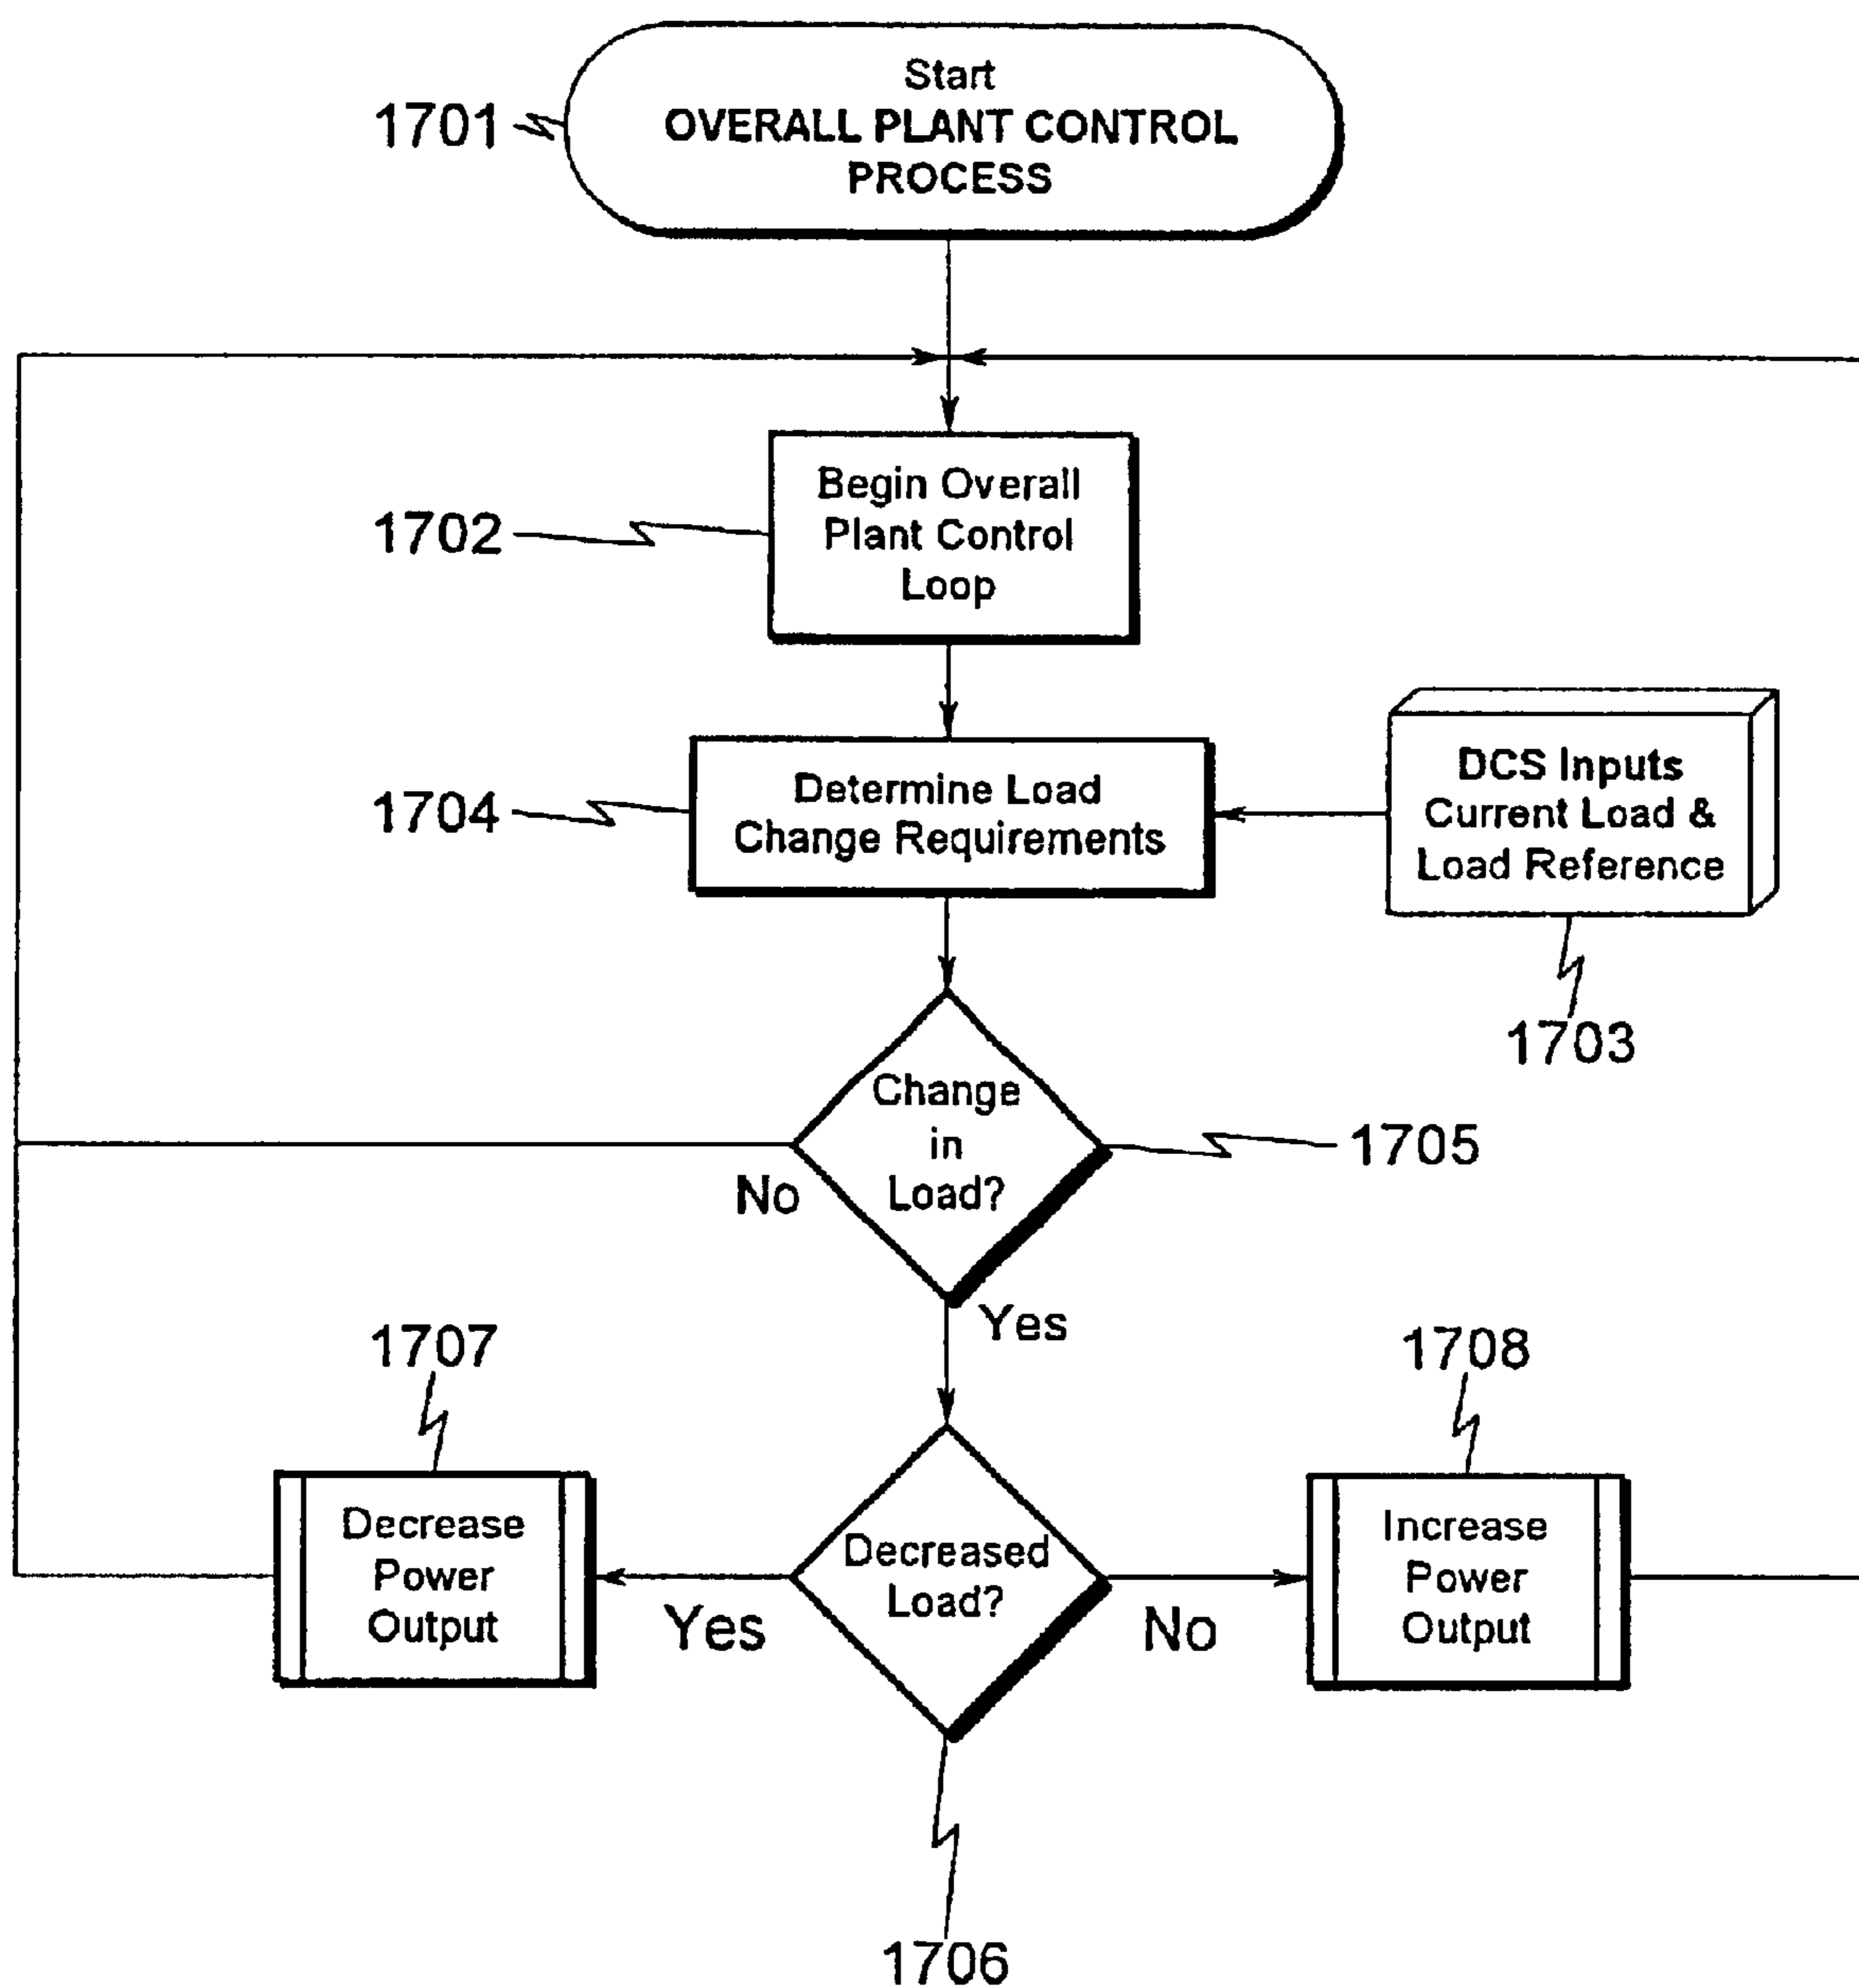 Start
OVERALL PLANT CONTROL
PROCESS
1701
Begin Overall
Plant Control
Loop
1702
Determine Load
Change Requirements
1704
DCS Inputs
Current Load &
Load Reference
1703
Change
in
Load?
1705
No
Yes
1707
1708
Decrease
Power
Output
Decreased
Load?
Yes
No
Increase
Power
Output
1706